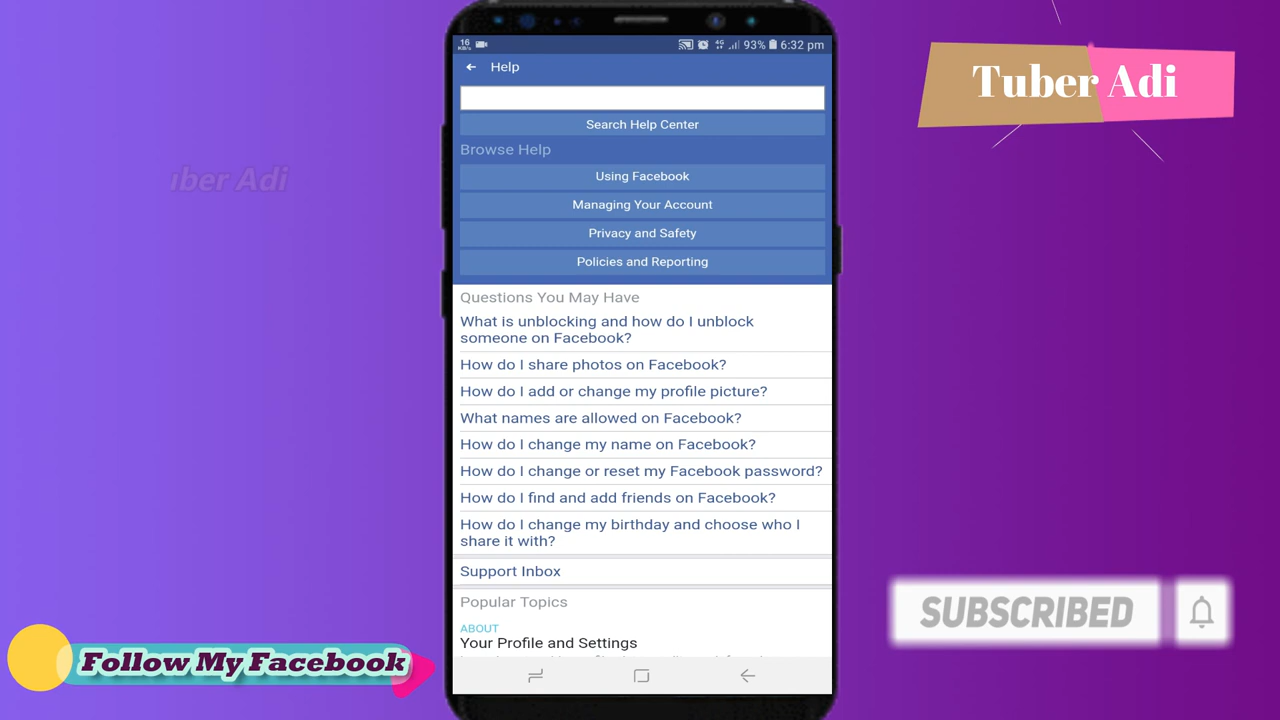 16
KB/s
4G 93% 6:32 pm
Help
Search Help Center
Browse Help
Using Facebook
Managing Your Account
Privacy and Safety
Policies and Reporting
Questions You May Have
What is unblocking and how do I unblock
someone on Facebook?
How do I share photos on Facebook?
How do I add or change my profile picture?
What names are allowed on Facebook?
How do I change my name on Facebook?
How do I change or reset my Facebook password?
How do I find and add friends on Facebook?
How do I change my birthday and choose who I
share it with?
Support Inbox
Popular Topics
ABOUT
Your Profile and Settings
Tuber Adi
uber Adi
Follow My Facebook
SUBSCRIBED